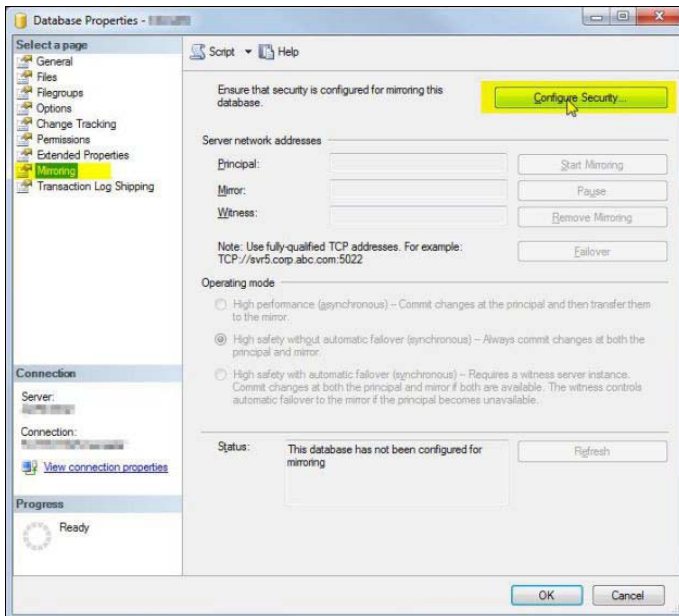 Database Properties -
Select a page
General
Files
Filegroups
Options
Change Tracking
Permissions
Extended Properties
Mirroring
Transaction Log Shipping
Script Help
Ensure that security is configured for mirroring this
database.
Configure Security...
Server network addresses
Principal:
Start Mirroring
Mirror:
Pause
Witness:
Remove Mirroring
Note: Use fully-qualified TCP addresses. For example:
TCP://svr5.corp.abc.com:5022
Failover
Operating mode
High performance (asynchronous) – Commit changes at the principal and then transfer them
to the mirror.
High safety without automatic failover (synchronous) – Always commit changes at both the
principal and mirror.
High safety with automatic failover (synchronous) – Requires a witness server instance.
Commit changes at both the principal and mirror if both are available. The witness controls
automatic failover to the mirror if the principal becomes unavailable.
Connection
Server:
Connection:
View connection properties
Status:
This database has not been configured for
mirroring
Refresh
Progress
Ready
OK
Cancel